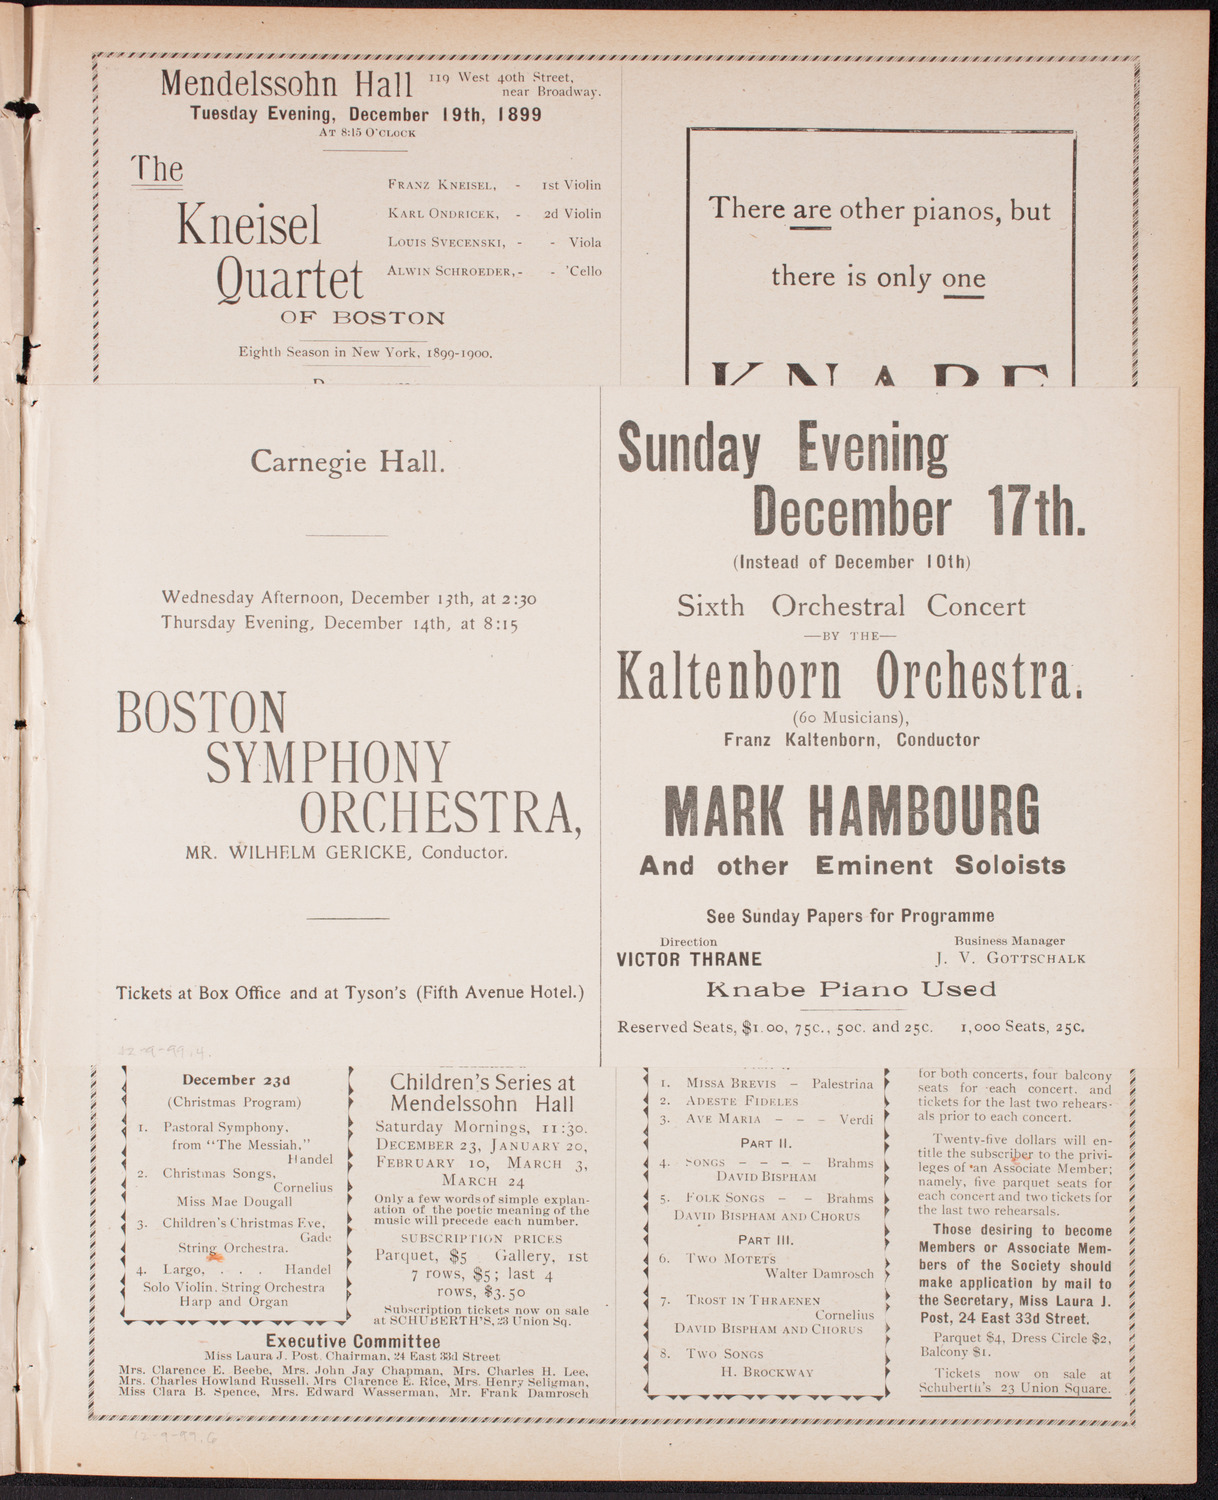 Mendelssohn Hall 119 West 40th Street,
near Broadway.
Tuesday Evening, December 19th, 1899
AT 8:15 O'CLOCK
The
Kneisel
Quartet
OF BOSTON
FRANZ KNEISEL, - 1st Violin
KARL ONDRICEK, - 2d Violin
LOUIS SVECENSKI, - - Viola
ALWIN SCHROEDER, - - 'Cello
Eighth Season in New York, 1899-1900.
There are other pianos, but
there is only one
KNABE
Carnegie Hall.
Wednesday Afternoon, December 13th, at 2:30
Thursday Evening, December 14th, at 8:15
BOSTON
SYMPHONY
ORCHESTRA,
MR. WILHELM GERICKE, Conductor.
Tickets at Box Office and at Tyson's (Fifth Avenue Hotel.)
Sunday Evening
December 17th.
(Instead of December 10th)
Sixth Orchestral Concert
—BY THE—
Kaltenborn Orchestra.
(60 Musicians),
Franz Kaltenborn, Conductor
MARK HAMBOURG
And other Eminent Soloists
See Sunday Papers for Programme
Direction
VICTOR THRANE
Business Manager
J. V. GOTTSCHALK
Knabe Piano Used
Reserved Seats, $1.00, 75c., 50c. and 25c. 1,000 Seats, 25c.
12-9-99.4.
December 23d
(Christmas Program)
1. Pastoral Symphony,
from "The Messiah."
Handel
2. Christmas Songs,
Cornelius
Miss Mae Dougall
3. Children's Christmas Eve,
Gade
String Orchestra.
4. Largo, . . . Handel
Solo Violin, String Orchestra
Harp and Organ
Children's Series at
Mendelssohn Hall
Saturday Mornings, 11:30.
DECEMBER 23, JANUARY 20,
FEBRUARY 10, MARCH 3,
MARCH 24
Only a few words of simple explan-
ation of the poetic meaning of the
music will precede each number.
SUBSCRIPTION PRICES
Parquet, $5 Gallery, 1st
7 rows, $5; last 4
rows, $3.50
Subscription tickets now on sale
at SCHUBERTH'S, 23 Union Sq.
Executive Committee
Miss Laura J. Post, Chairman, 24 East 33d Street
Mrs. Clarence E. Beebe, Mrs. John Jay Chapman, Mrs. Charles H. Lee,
Mrs. Charles Howland Russell, Mrs Clarence E. Rice, Mrs. Henry Seligman,
Miss Clara B. Spence, Mrs. Edward Wasserman, Mr. Frank Damrosch
1. MISSA BREVIS – Palestrina
2. ADESTE FIDELES
3. AVE MARIA – – – Verdi
PART II.
4. SONGS – – – – Brahms
DAVID BISPHAM
5. FOLK SONGS – – Brahms
DAVID BISPHAM AND CHORUS
PART III.
6. TWO MOTETS
Walter Damrosch
7. TROST IN THRAENEN
Cornelius
DAVID BISPHAM AND CHORUS
8. TWO SONGS
H. BROCKWAY
for both concerts, four balcony
seats for each concert, and
tickets for the last two rehears-
als prior to each concert.
Twenty-five dollars will en-
title the subscriber to the privi-
leges of an Associate Member;
namely, five parquet seats for
each concert and two tickets for
the last two rehearsals.
Those desiring to become
Members or Associate Mem-
bers of the Society should
make application by mail to
the Secretary, Miss Laura J.
Post, 24 East 33d Street.
Parquet $4, Dress Circle $2,
Balcony $1.
Tickets now on sale at
Schuberth's 23 Union Square.
12-9-99.6